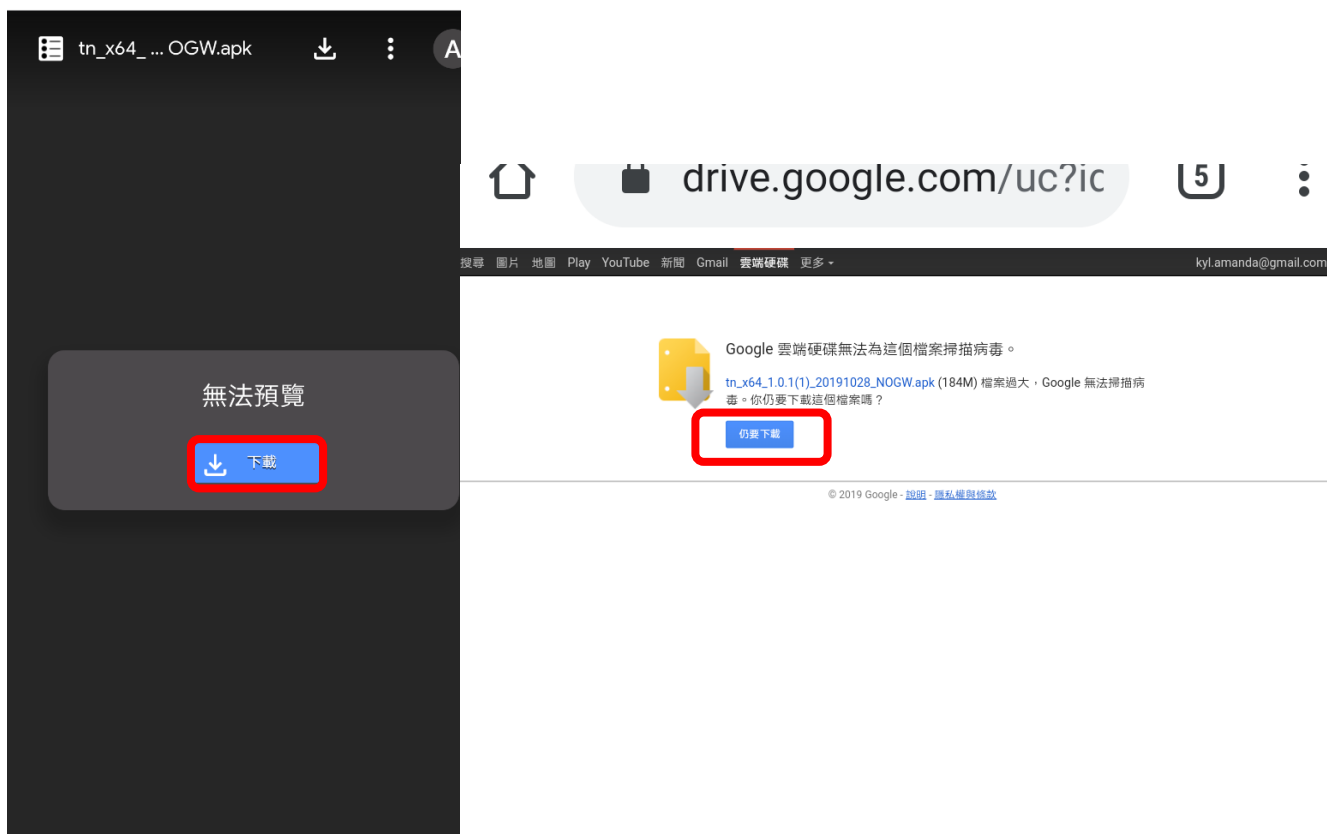 tn_x64_ ... OGW.apk
A
無法預覽
下載
drive.google.com/uc?ic
5
搜尋 圖片 地圖 Play YouTube 新聞 Gmail 雲端硬碟 更多
kyl.amanda@gmail.com
Google 雲端硬碟無法為這個檔案掃描病毒。
tn_x64_1.0.1(1)_20191028_NOGW.apk (184M) 檔案過大，Google 無法掃描病
毒。你仍要下載這個檔案嗎？
仍要下載
© 2019 Google - 說明 - 隱私權與條款